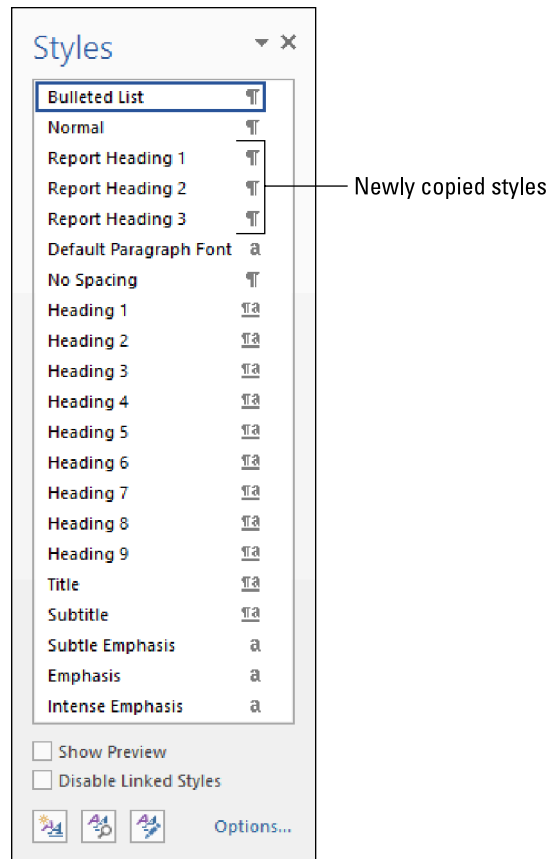 Styles
Bulleted List ¶
Normal ¶
Report Heading 1 ¶
Report Heading 2 ¶
Report Heading 3 ¶
Newly copied styles
Default Paragraph Font a
No Spacing ¶
Heading 1 ¶a
Heading 2 ¶a
Heading 3 ¶a
Heading 4 ¶a
Heading 5 ¶a
Heading 6 ¶a
Heading 7 ¶a
Heading 8 ¶a
Heading 9 ¶a
Title ¶a
Subtitle ¶a
Subtle Emphasis a
Emphasis a
Intense Emphasis a
Show Preview
Disable Linked Styles
Options...